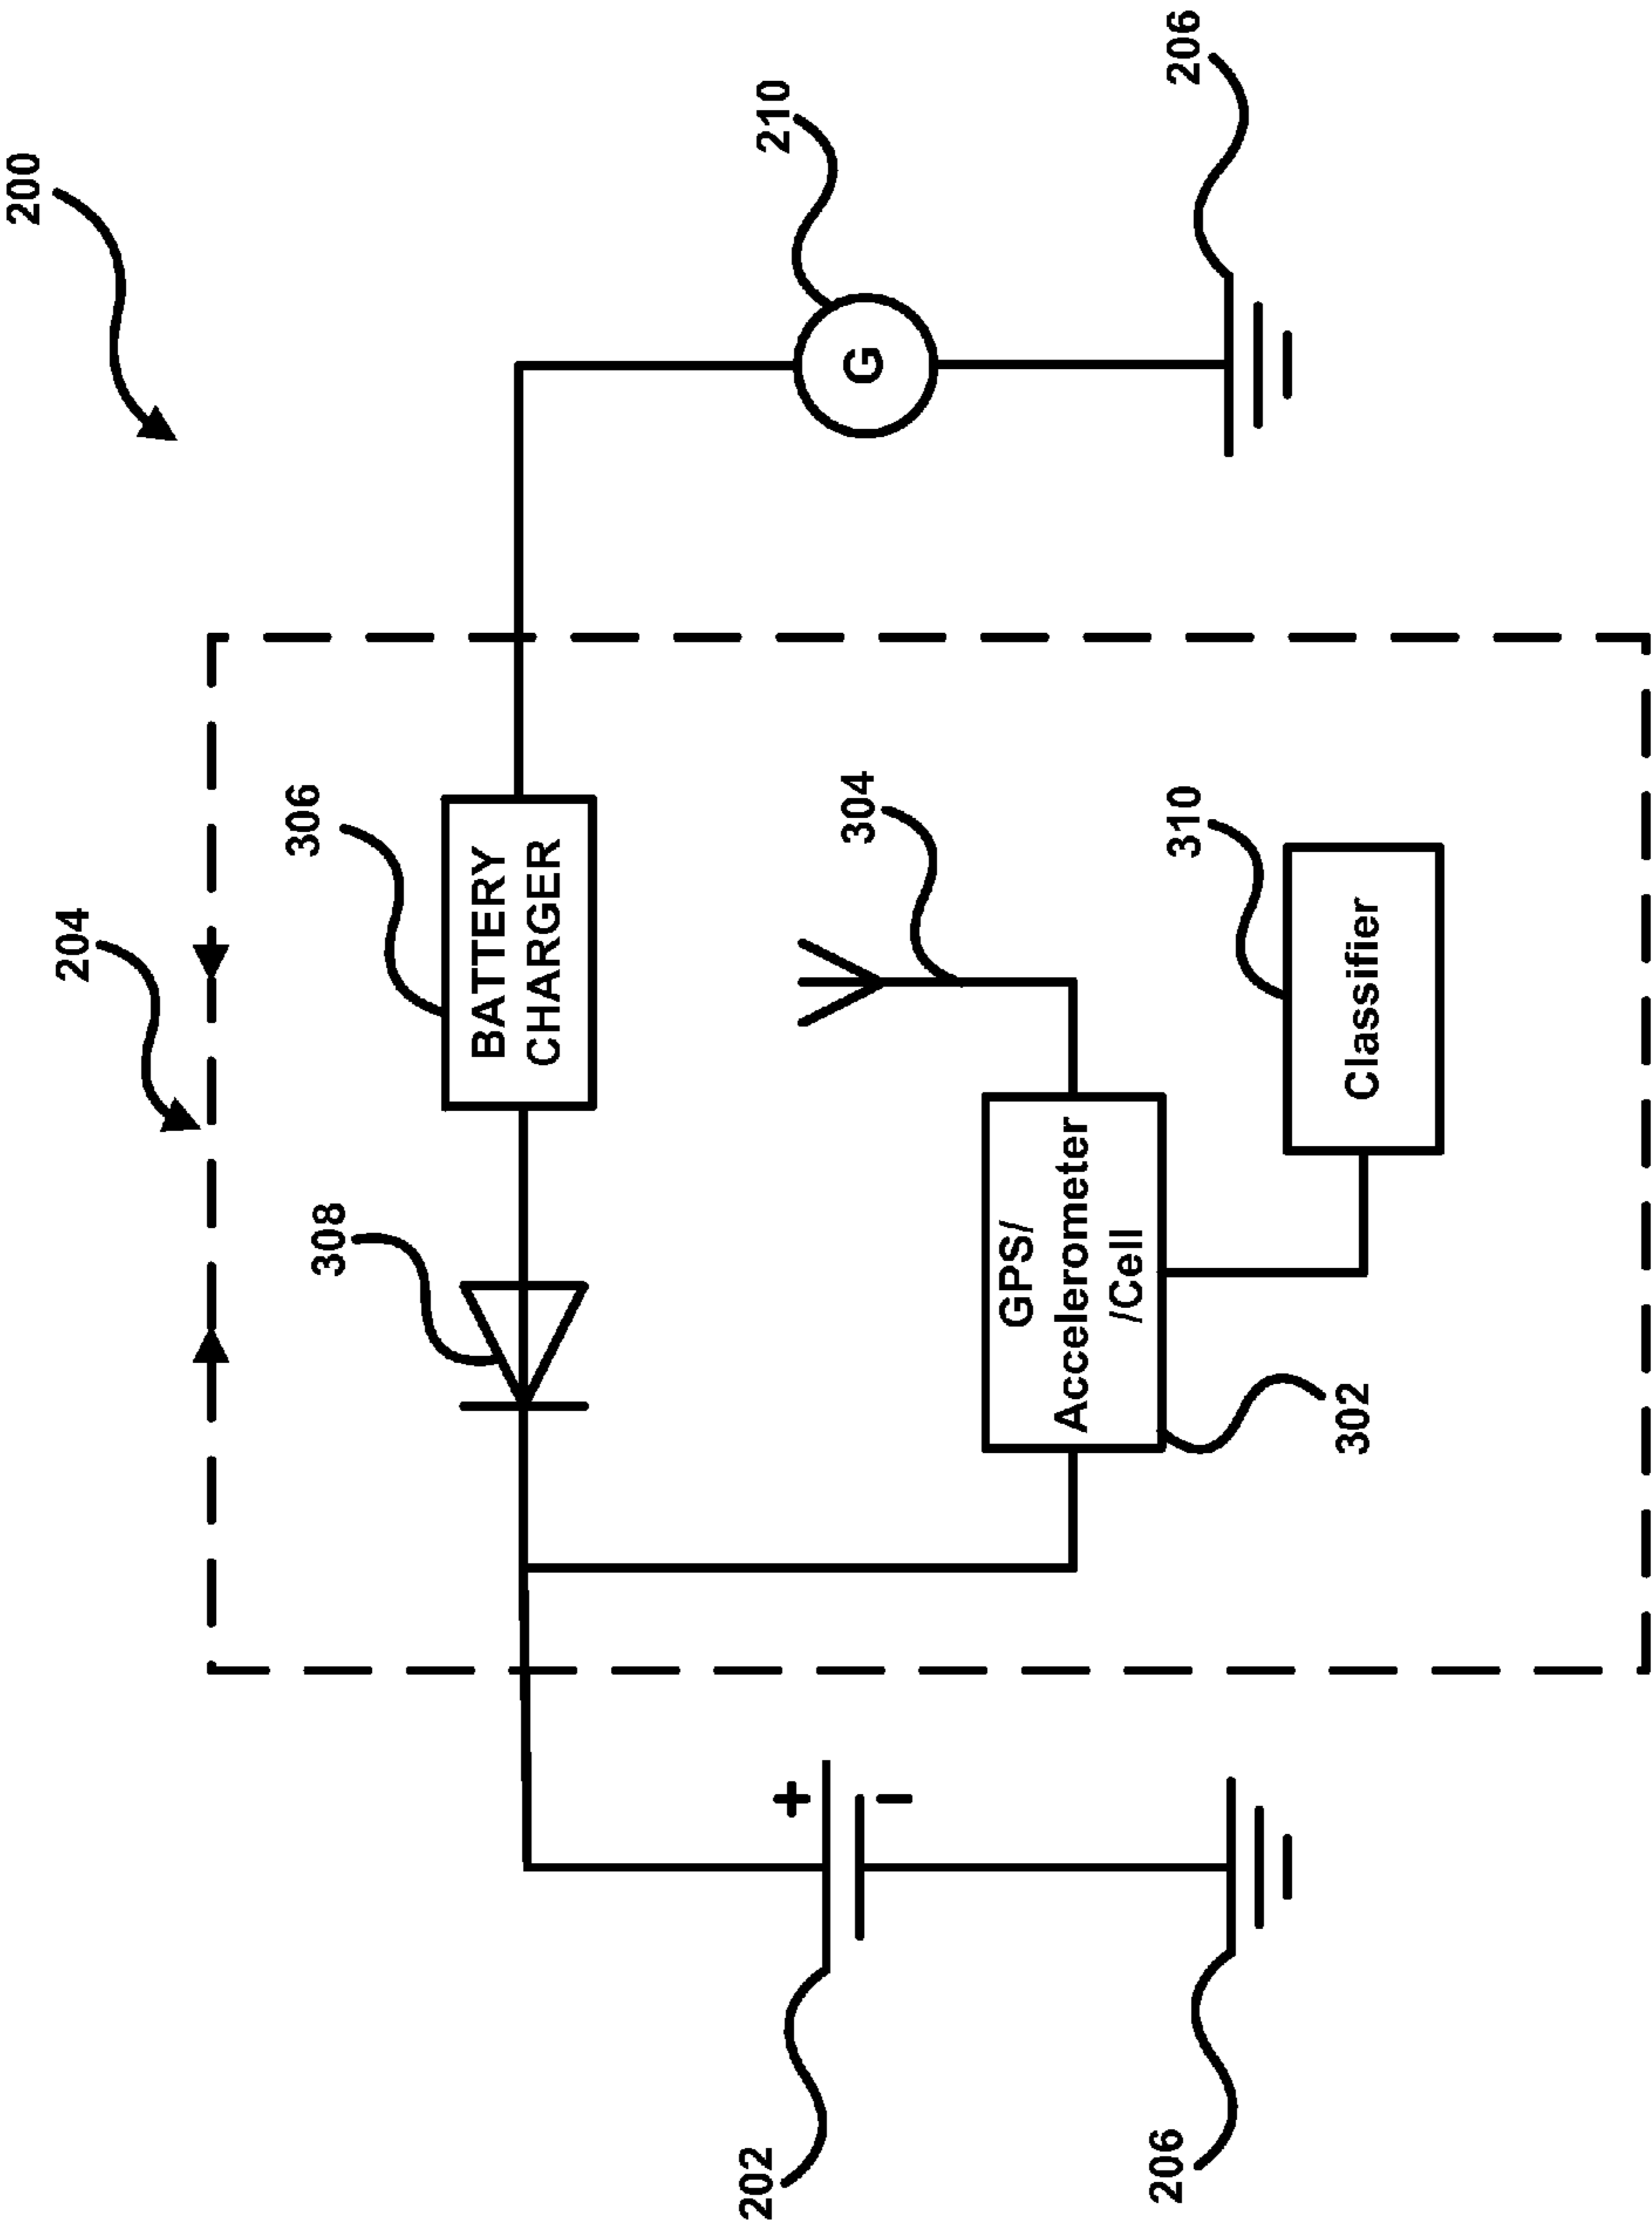 200
204
306
308
BATTERY
CHARGER
202
+
210
304
G
−
GPS/
Accelerometer
/Cell
206
310
206
302
Classifier